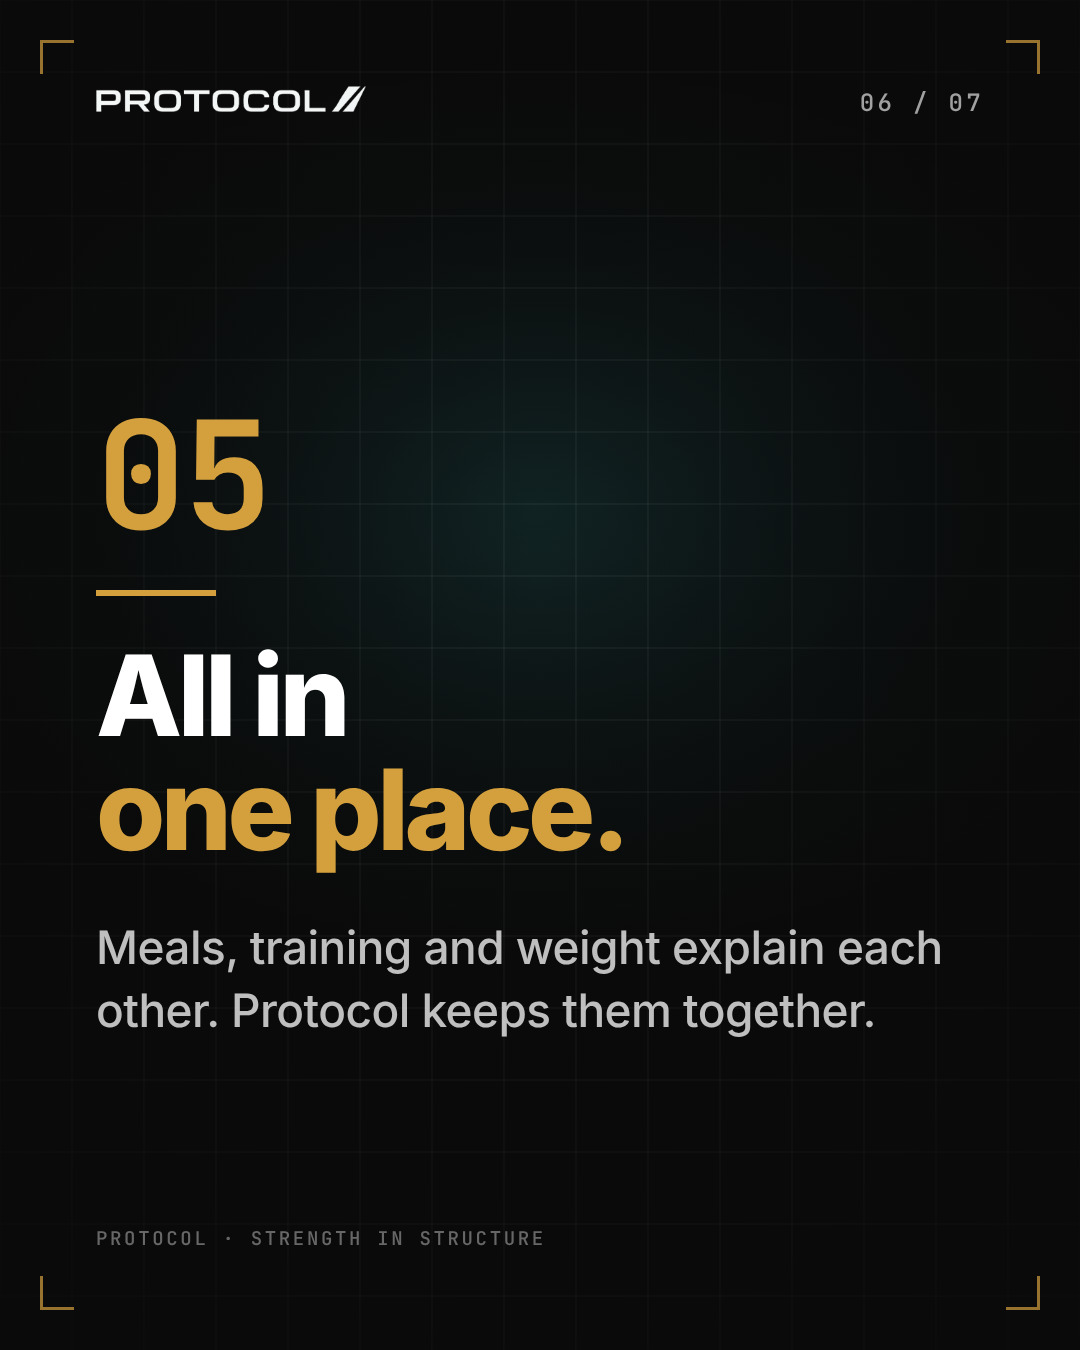 PROTOCOL
06 / 07
05
All in
one place.
Meals, training and weight explain each
other. Protocol keeps them together.
PROTOCOL · STRENGTH IN STRUCTURE